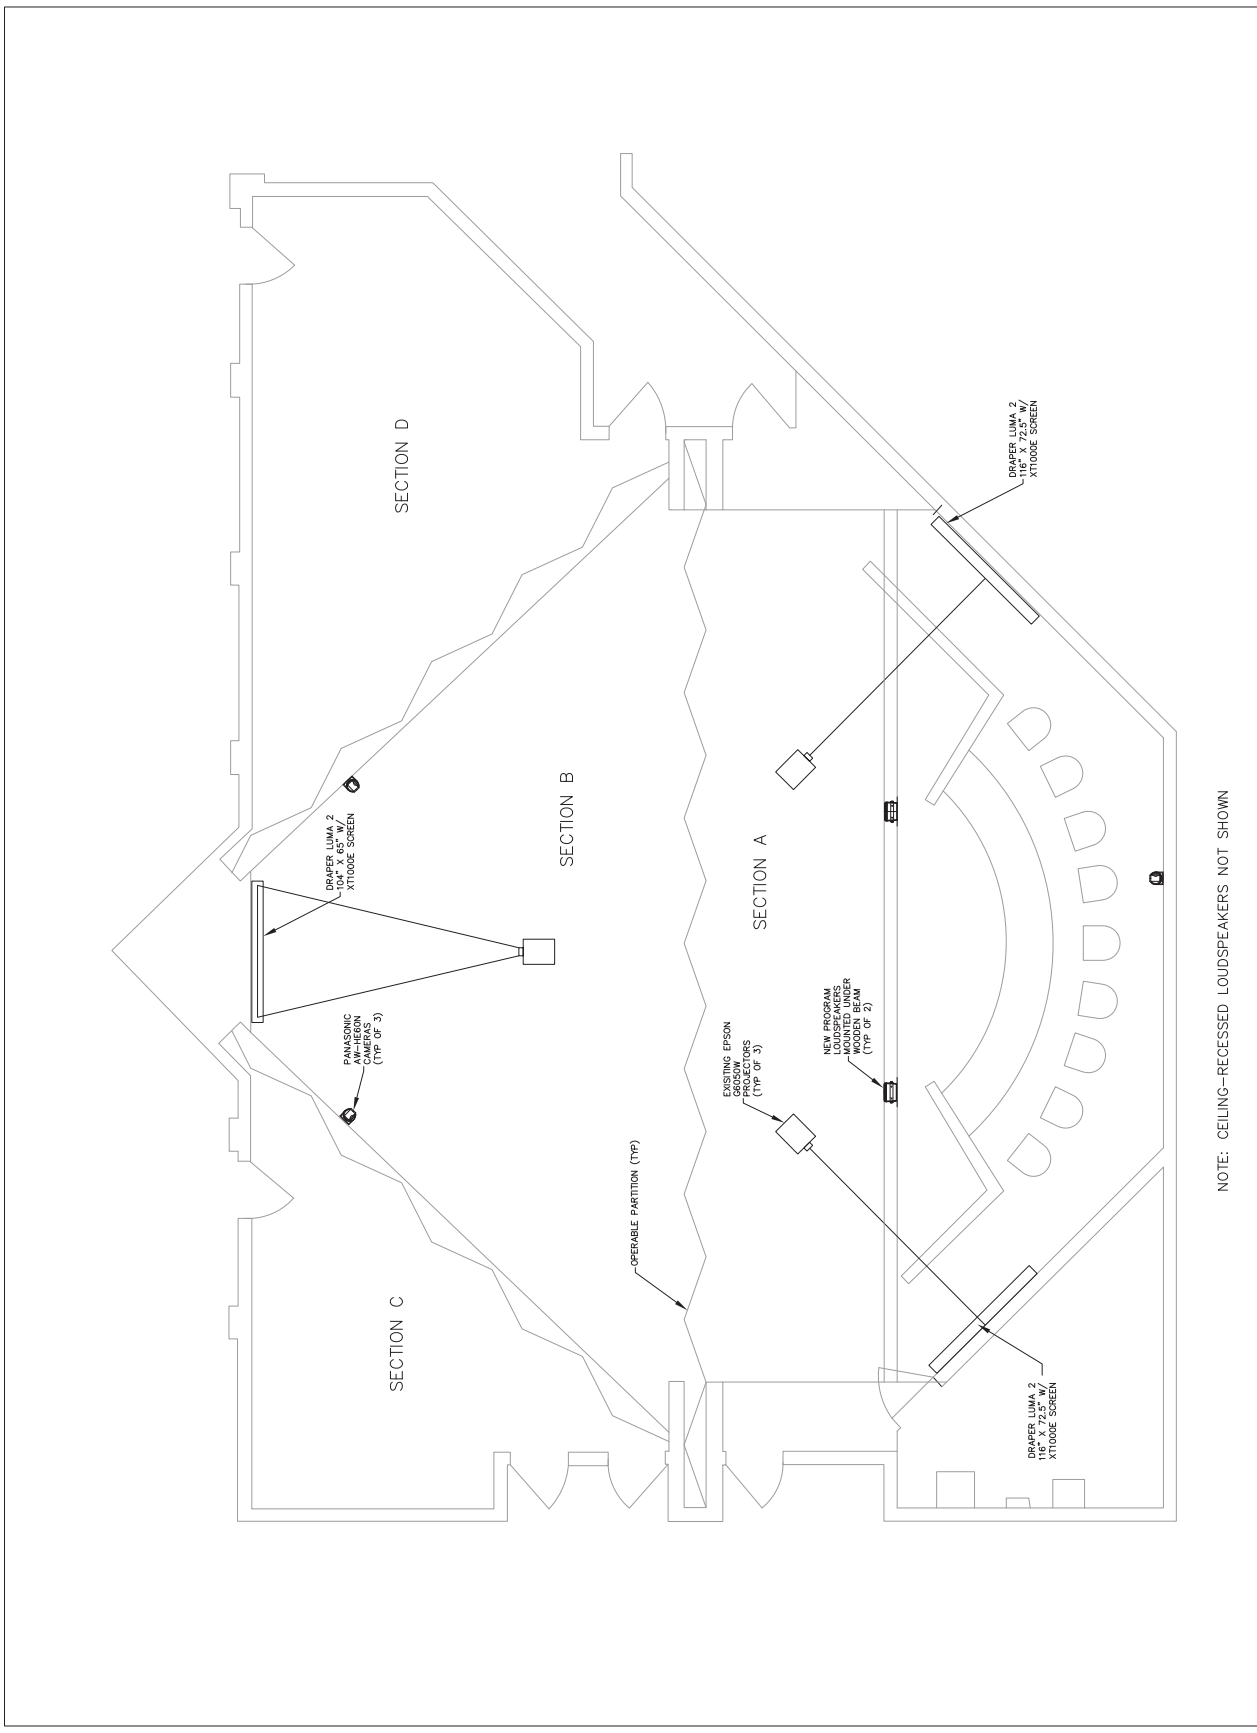 SECTION D
DRAPER LUMA 2
116" X 72.5" W/
XT1000E SCREEN
DRAPER LUMA 2
104" X 65" W/
XT1000E SCREEN
SECTION B
SECTION A
PANASONIC
AW-HE60N
CAMERAS
(TYP OF 3)
NEW PROGRAM
LOUDSPEAKERS
MOUNTED UNDER
WOODEN BEAM
(TYP OF 2)
EXISITING EPSON
G6050W
PROJECTORS
(TYP OF 3)
OPERABLE PARTITION (TYP)
SECTION C
DRAPER LUMA 2
116" X 72.5" W/
XT1000E SCREEN
NOTE: CEILING-RECESSED LOUDSPEAKERS NOT SHOWN